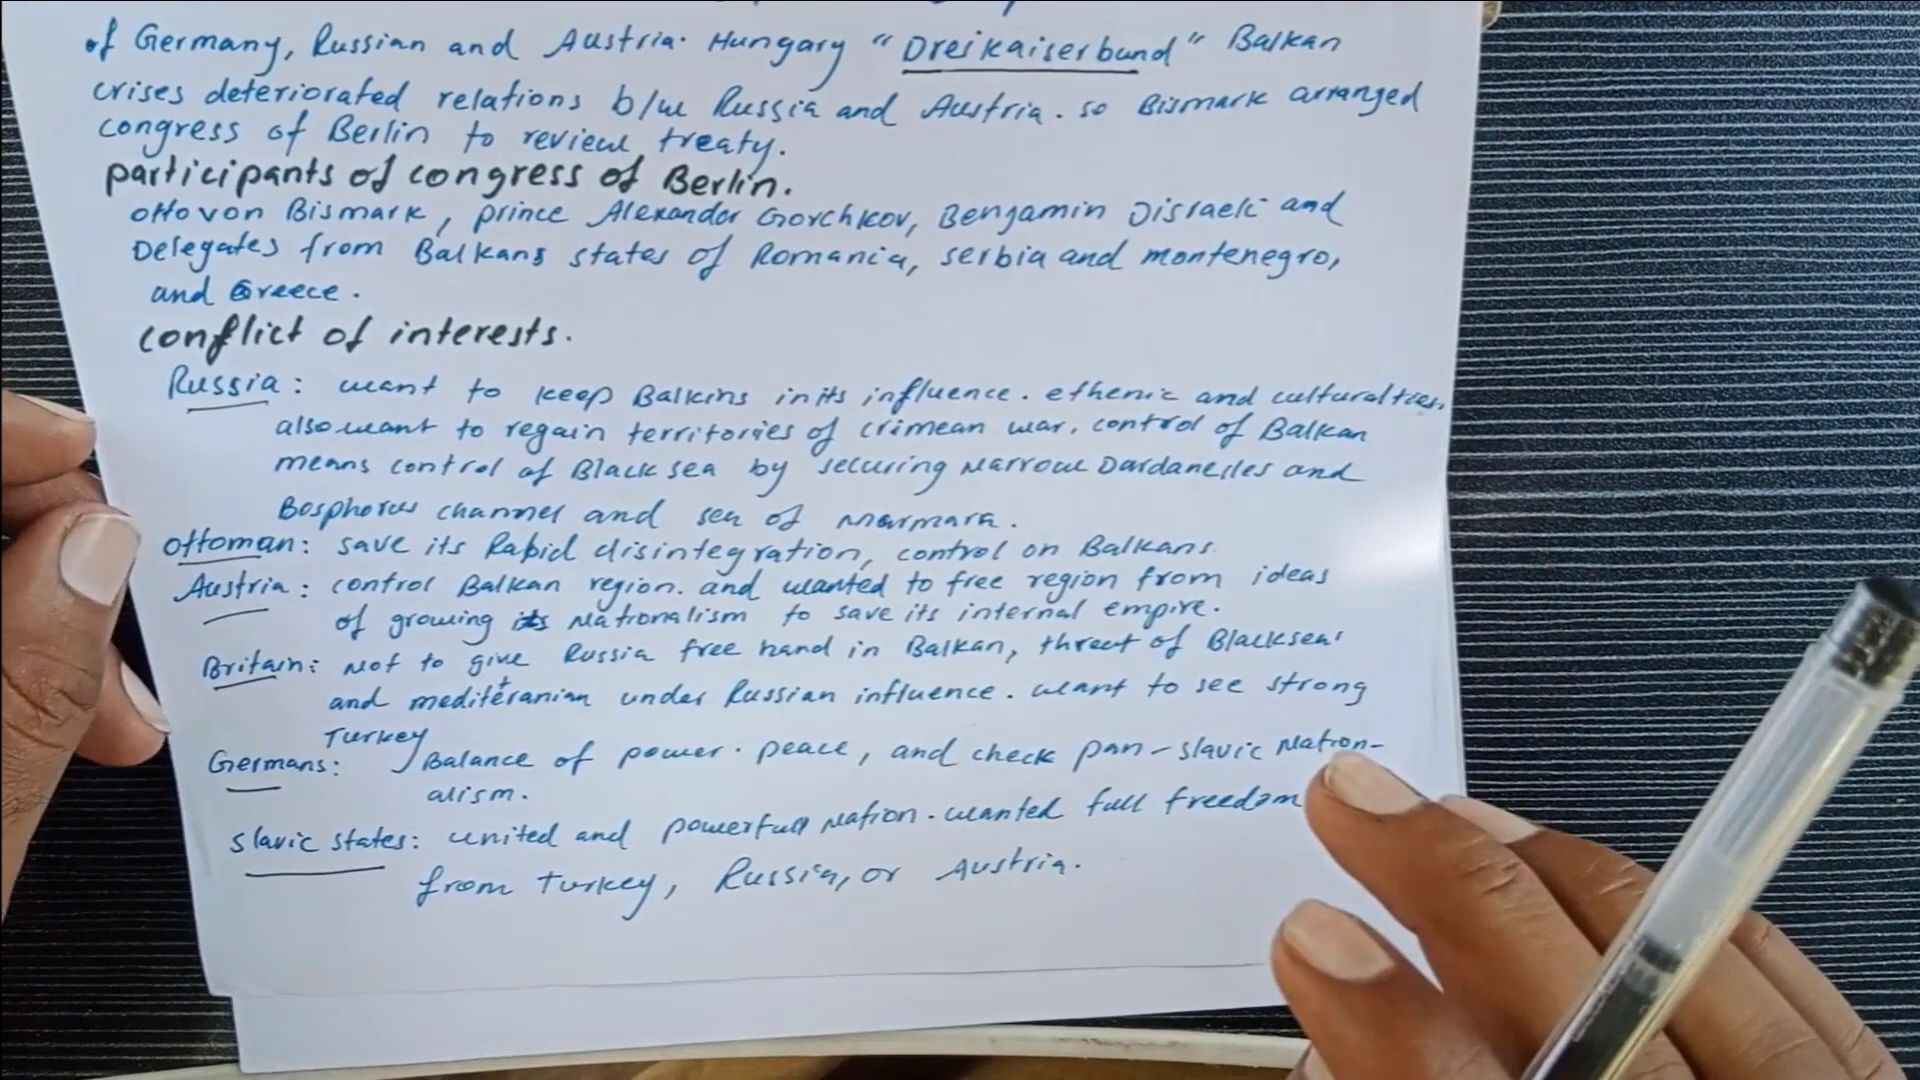 of Germany, Russian and Austria-Hungary "Dreikaiserbund" Balkan
crises deteriorated relations b/w Russia and Austria. so Bismark arranged
congress of Berlin to review treaty.
participants of congress of Berlin.
otto von Bismark, prince Alexander Gorchkov, Bengamin Disraeli and
Delegates from Balkans states of Romania, serbia and montenegro,
and Greece.
conflict of interests.
Russia: want to keep Balkins in its influence. ethenic and cultural ties.
also want to regain territories of crimean war. control of Balkan
means control of Black sea by securing narrow Dardanelles and
Bosphorus channel and sea of marmara.
ottoman: save its Rapid disintegration, control on Balkans.
Austria: control Balkan region. and wanted to free region from ideas
of growing its nationalism to save its internal empire.
Britain: not to give Russia free hand in Balkan, threat of Blacksea
and mediteranian under Russian influence. want to see strong
Turkey
Germans: Balance of power. peace, and check pan-slavic nation-
alism.
slavic states: united and powerfull nation. wanted full freedom
from Turkey, Russia, or Austria.